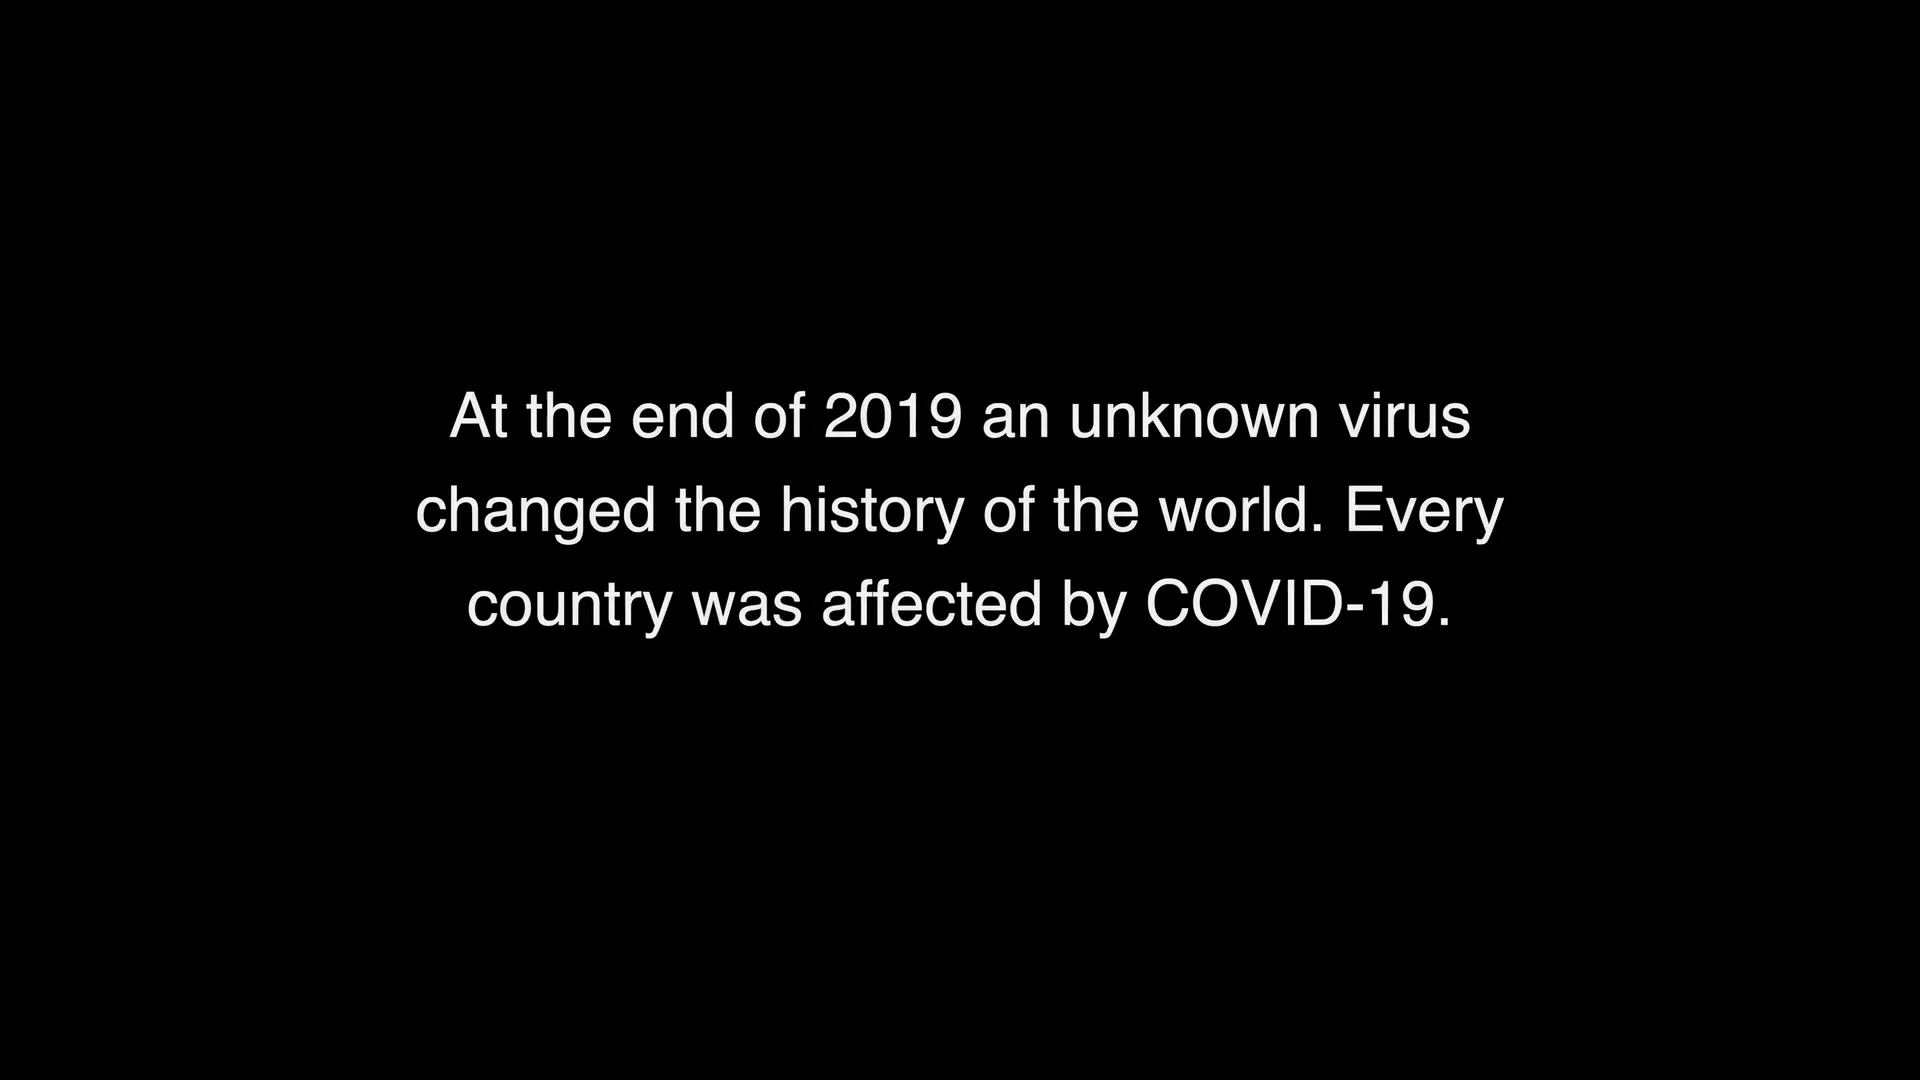 At the end of 2019 an unknown virus
changed the history of the world. Every
country was affected by COVID-19.